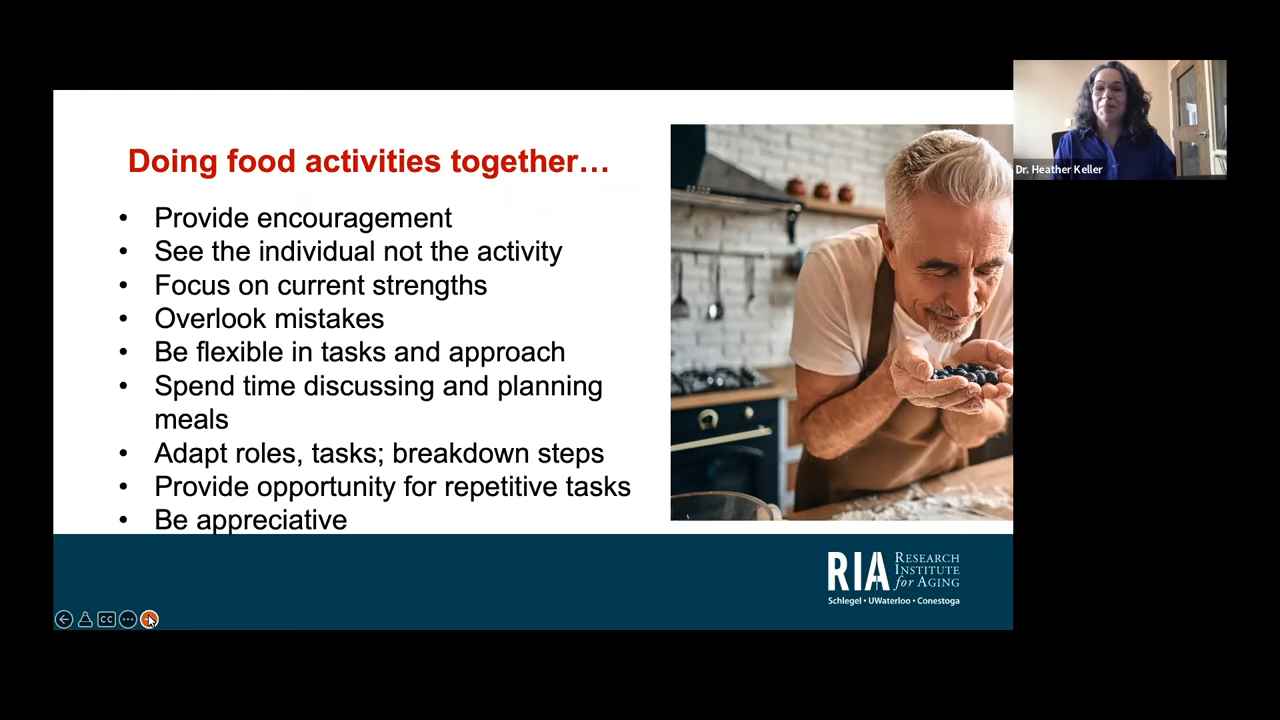 Doing food activities together…
• Provide encouragement
• See the individual not the activity
• Focus on current strengths
• Overlook mistakes
• Be flexible in tasks and approach
• Spend time discussing and planning
meals
• Adapt roles, tasks; breakdown steps
• Provide opportunity for repetitive tasks
• Be appreciative
Dr. Heather Keller
RIA
RESEARCH
INSTITUTE
for AGING
Schlegel • UWaterloo • Conestoga
CC